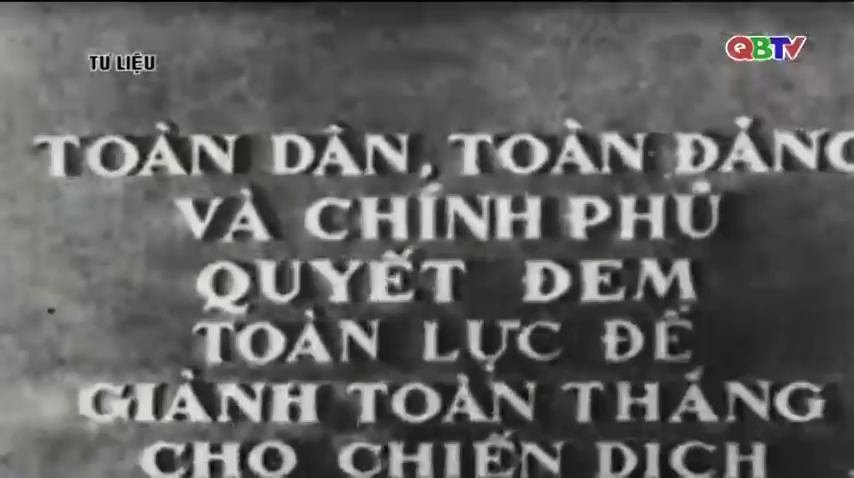 TƯ LIỆU
QBTV
TOÀN DÂN, TOÀN ĐẢNG
VÀ CHÍNH PHỦ
QUYẾT ĐEM
TOÀN LỰC ĐỂ
GIÀNH TOÀN THẮNG
CHO CHIẾN DỊCH